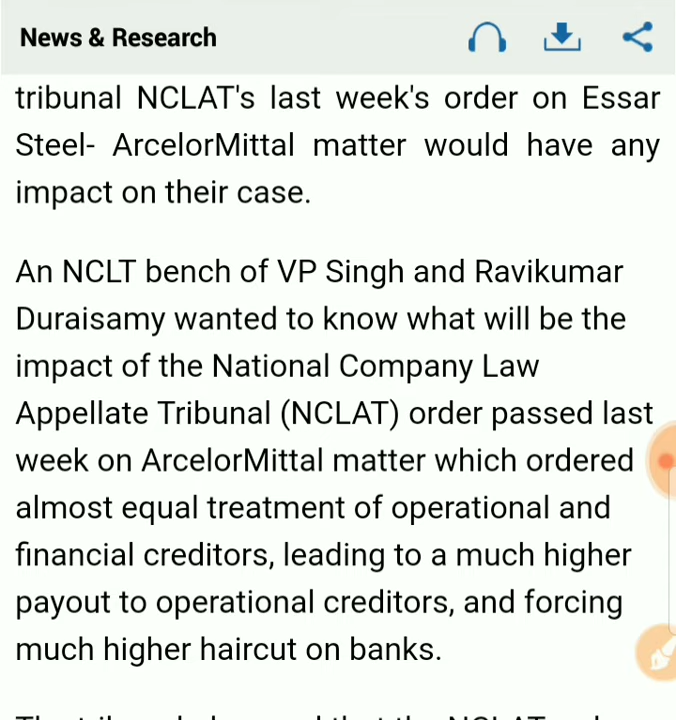 News & Research
tribunal NCLAT's last week's order on Essar
Steel- ArcelorMittal matter would have any
impact on their case.
An NCLT bench of VP Singh and Ravikumar
Duraisamy wanted to know what will be the
impact of the National Company Law
Appellate Tribunal (NCLAT) order passed last
week on ArcelorMittal matter which ordered
almost equal treatment of operational and
financial creditors, leading to a much higher
payout to operational creditors, and forcing
much higher haircut on banks.